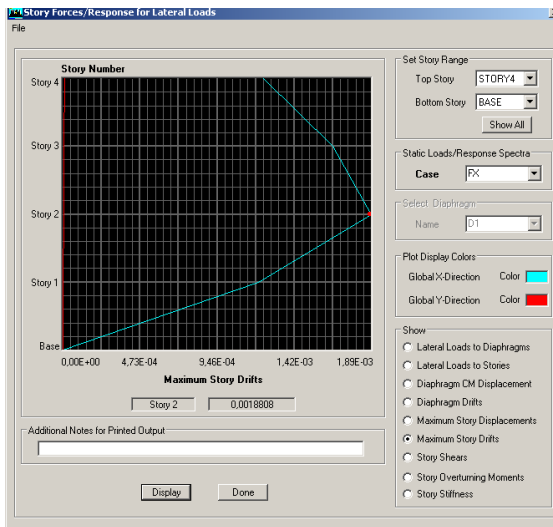 Story Forces/Response for Lateral Loads
File
Story Number
Story 4
Story 3
Story 2
Story 1
Base
0,00E+00 4,73E-04 9,46E-04 1,42E-03 1,89E-03
Maximum Story Drifts
Story 2 0,0018808
Additional Notes for Printed Output
Display Done
Set Story Range
Top Story STORY4
Bottom Story BASE
Show All
Static Loads/Response Spectra
Case FX
Select Diaphragm
Name D1
Plot Display Colors
Global X-Direction Color
Global Y-Direction Color
Show
Lateral Loads to Diaphragms
Lateral Loads to Stories
Diaphragm CM Displacement
Diaphragm Drifts
Maximum Story Displacements
Maximum Story Drifts
Story Shears
Story Overturning Moments
Story Stiffness